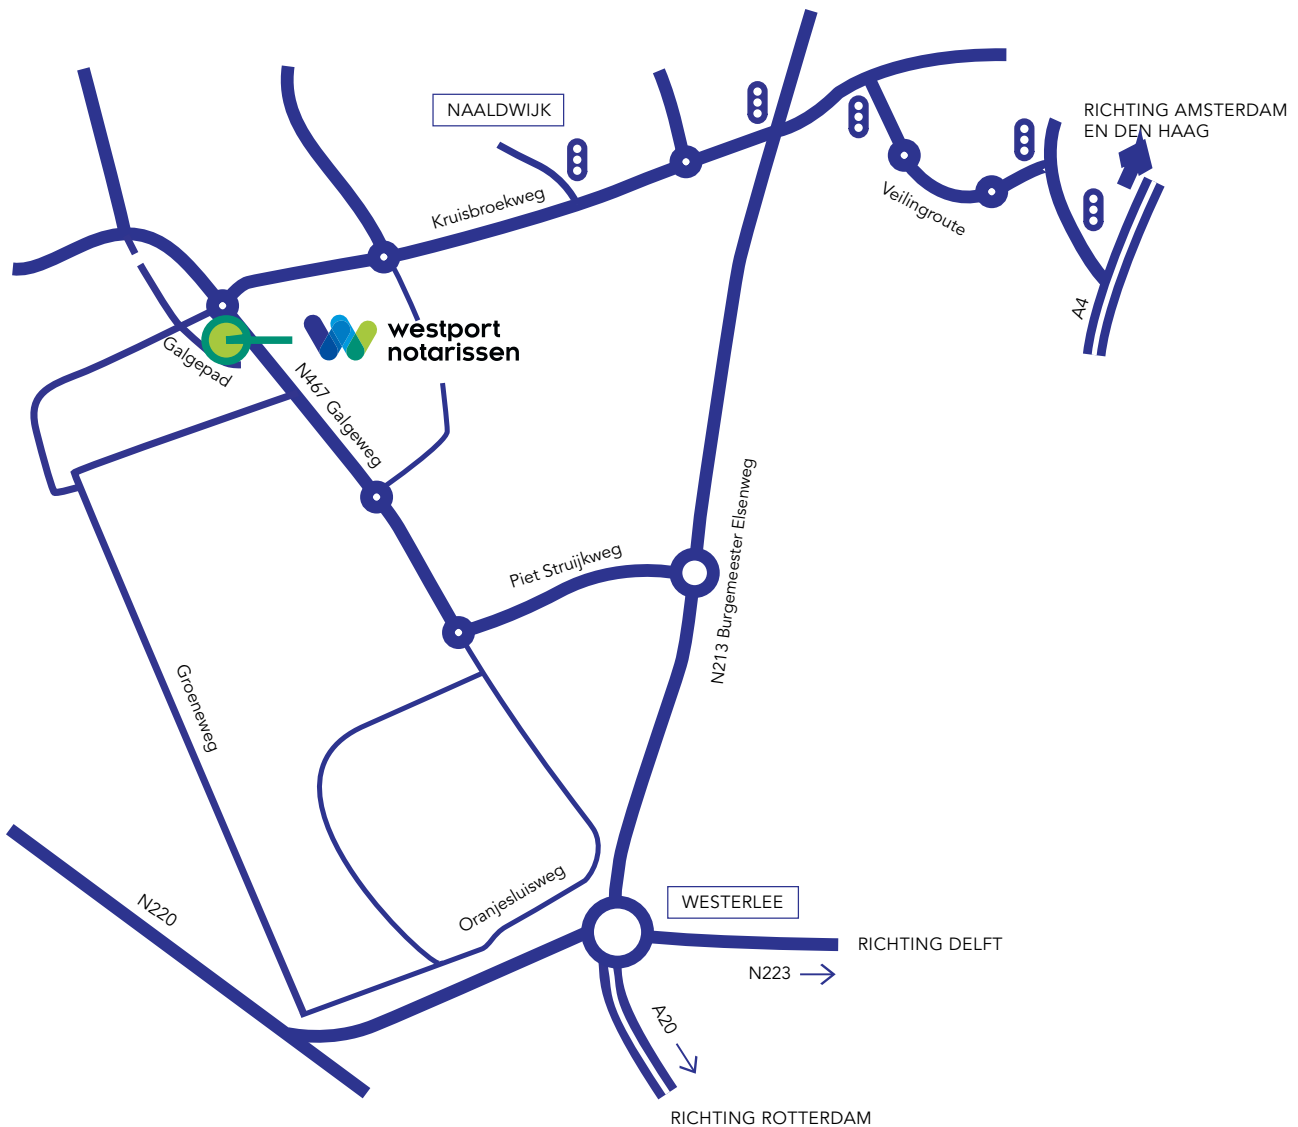 NAALDWIJK
RICHTING AMSTERDAM
EN DEN HAAG
Kruisbroekweg
Veilingroute
A4
westport
notarissen
Galgepad
N467 Galgeweg
N213 Burgemeester Elsenweg
Piet Struijkweg
Groeneweg
Oranjesluisweg
N220
WESTERLEE
RICHTING DELFT
N223
A20
RICHTING ROTTERDAM